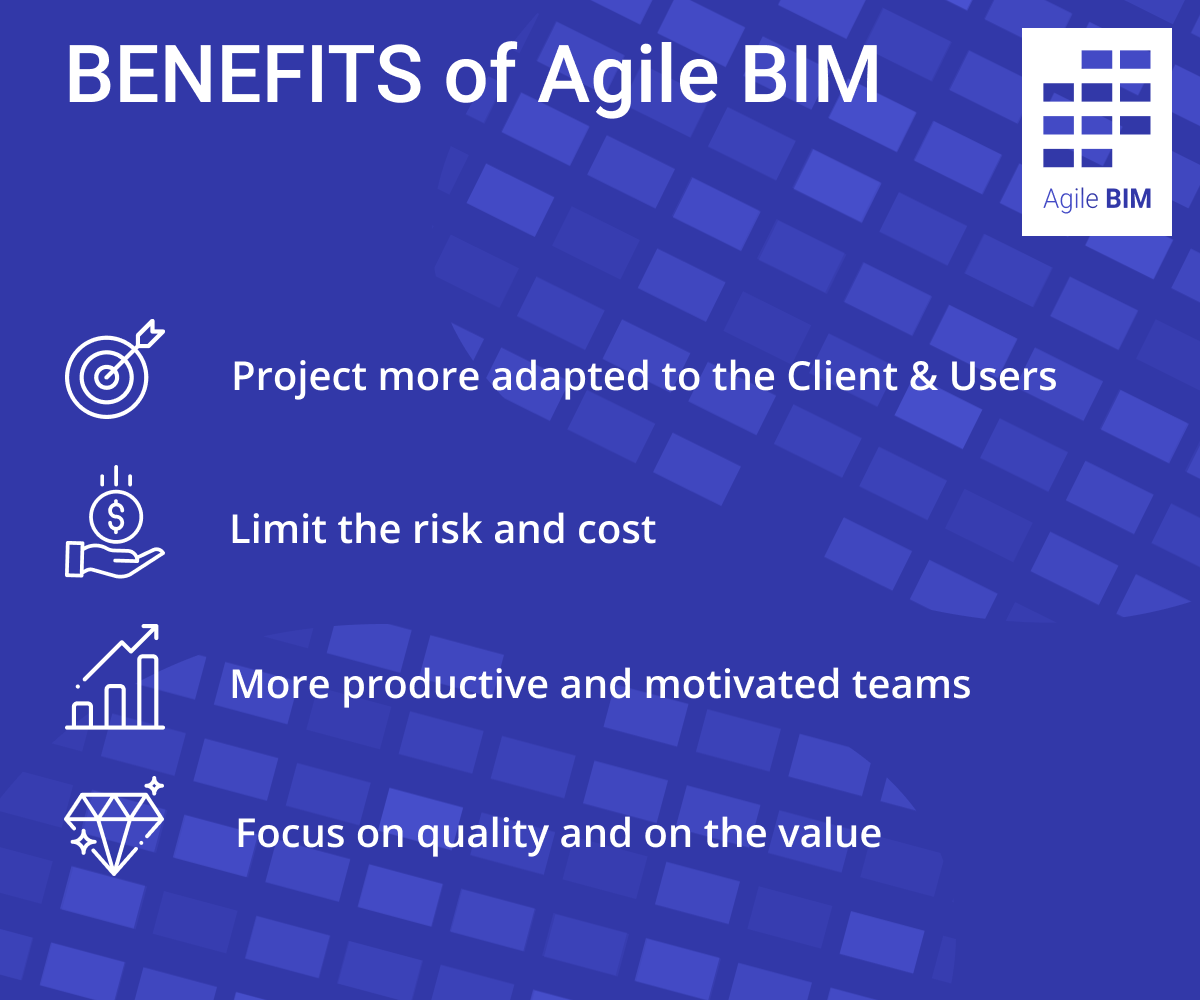 BENEFITS of Agile BIM
Agile BIM
Project more adapted to the Client & Users
$
Limit the risk and cost
More productive and motivated teams
Focus on quality and on the value